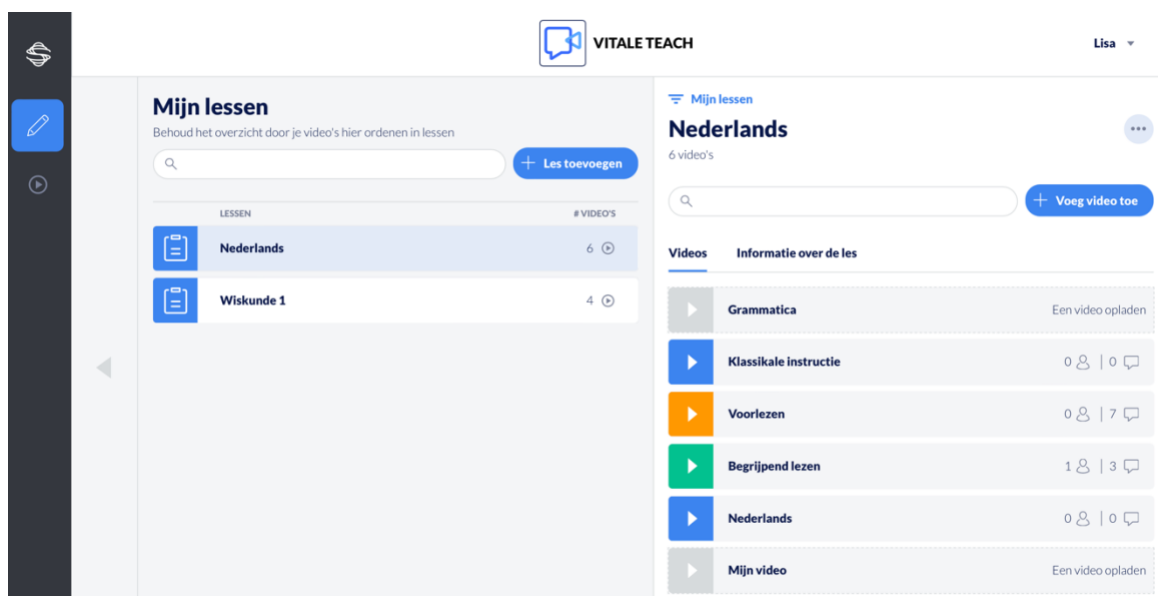 VITALE TEACH
Lisa
Mijn lessen
Behoud het overzicht door je video's hier ordenen in lessen
Les toevoegen
LESSEN # VIDEO'S
Nederlands 6
Wiskunde 1 4
Mijn lessen
Nederlands
6 video's
Voeg video toe
Videos Informatie over de les
Grammatica Een video opladen
Klassikale instructie 0 | 0
Voorlezen 0 | 7
Begrijpend lezen 1 | 3
Nederlands 0 | 0
Mijn video Een video opladen